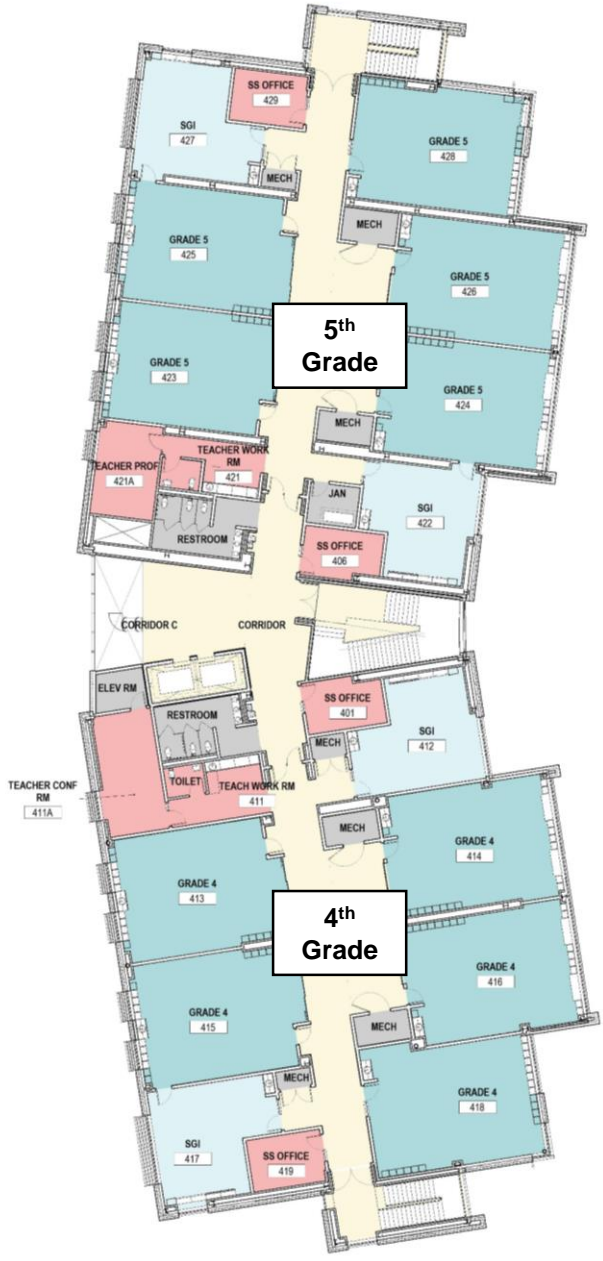 SS OFFICE
429
SGI
427
GRADE 5
428
MECH
MECH
GRADE 5
425
GRADE 5
426
5th
Grade
GRADE 5
423
GRADE 5
424
MECH
TEACHER WORK
RM
421
TEACHER PROF
421A
JAN
SGI
422
RESTROOM
SS OFFICE
406
CORRIDOR C
CORRIDOR
ELEV RM
SS OFFICE
401
RESTROOM
SGI
412
MECH
TOILET
TEACH WORK RM
411
TEACHER CONF
RM
411A
MECH
GRADE 4
414
GRADE 4
413
4th
Grade
GRADE 4
416
GRADE 4
415
MECH
MECH
GRADE 4
418
SGI
417
SS OFFICE
419